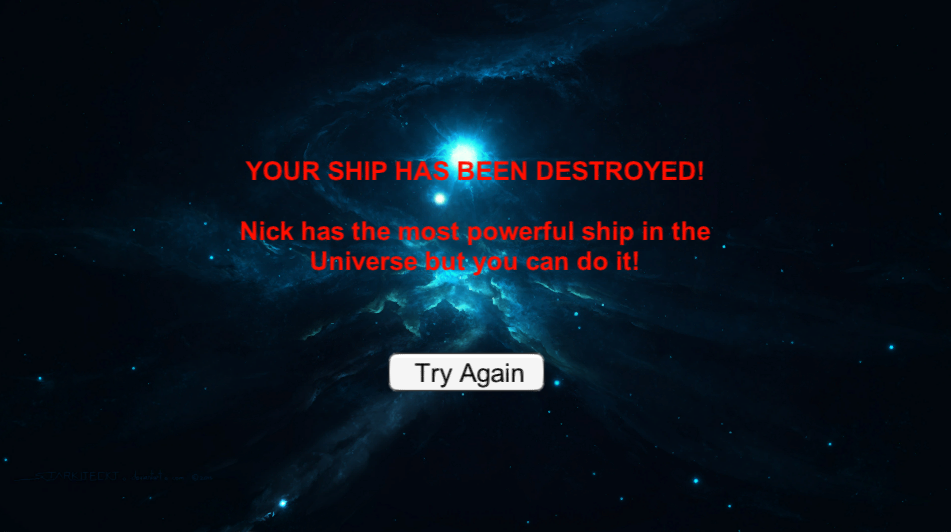 YOUR SHIP HAS BEEN DESTROYED!
Nick has the most powerful ship in the
Universe but you can do it!
Try Again